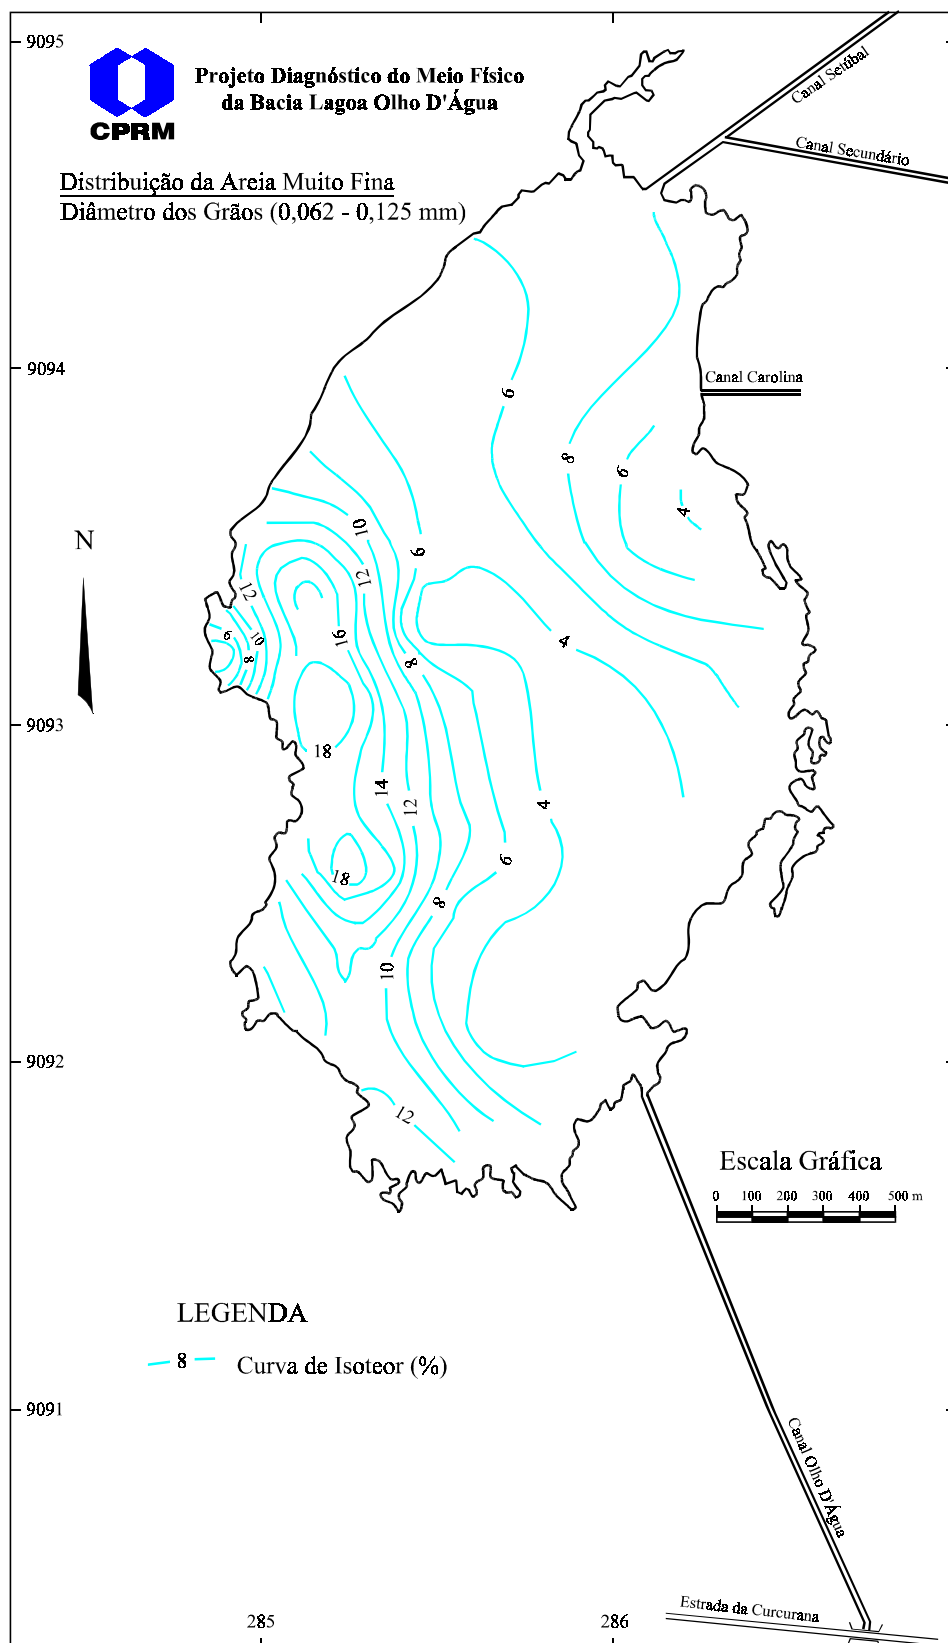 9095
Projeto Diagnóstico do Meio Físico
da Bacia Lagoa Olho D'Água
CPRM
Canal Setúbal
Canal Secundário
Distribuição da Areia Muito Fina
Diâmetro dos Grãos (0,062 - 0,125 mm)
9094
Canal Carolina
6
8
6
4
10
6
N
12
12
6
10
8
16
8
4
9093
18
14
12
4
6
18
8
10
9092
12
Escala Gráfica
0 100 200 300 400 500 m
LEGENDA
8 Curva de Isoteor (%)
9091
Canal Olho D'Água
Estrada da Curcurana
285
286